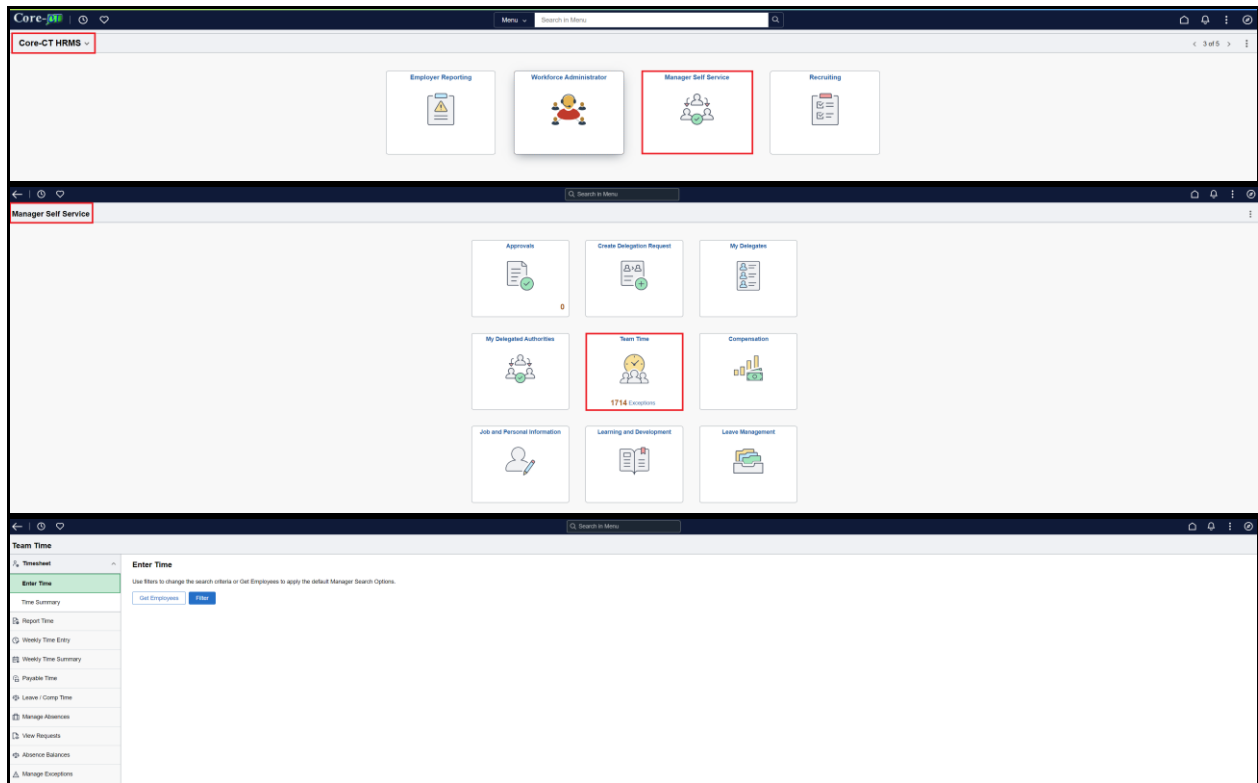 Core-CT
Menu
Search in Menu
Core-CT HRMS
3 of 5
Employer Reporting
Workforce Administrator
Manager Self Service
Recruiting
Search in Menu
Manager Self Service
Approvals
Create Delegation Request
My Delegates
0
My Delegated Authorities
Team Time
Compensation
1714 Exceptions
Job and Personal Information
Learning and Development
Leave Management
Search in Menu
Team Time
Timesheet
Enter Time
Time Summary
Report Time
Weekly Time Entry
Weekly Time Summary
Payable Time
Leave / Comp Time
Manage Absences
View Requests
Absence Balances
Manage Exceptions
Enter Time
Use filters to change the search criteria or Get Employees to apply the default Manager Search Options.
Get Employees
Filter